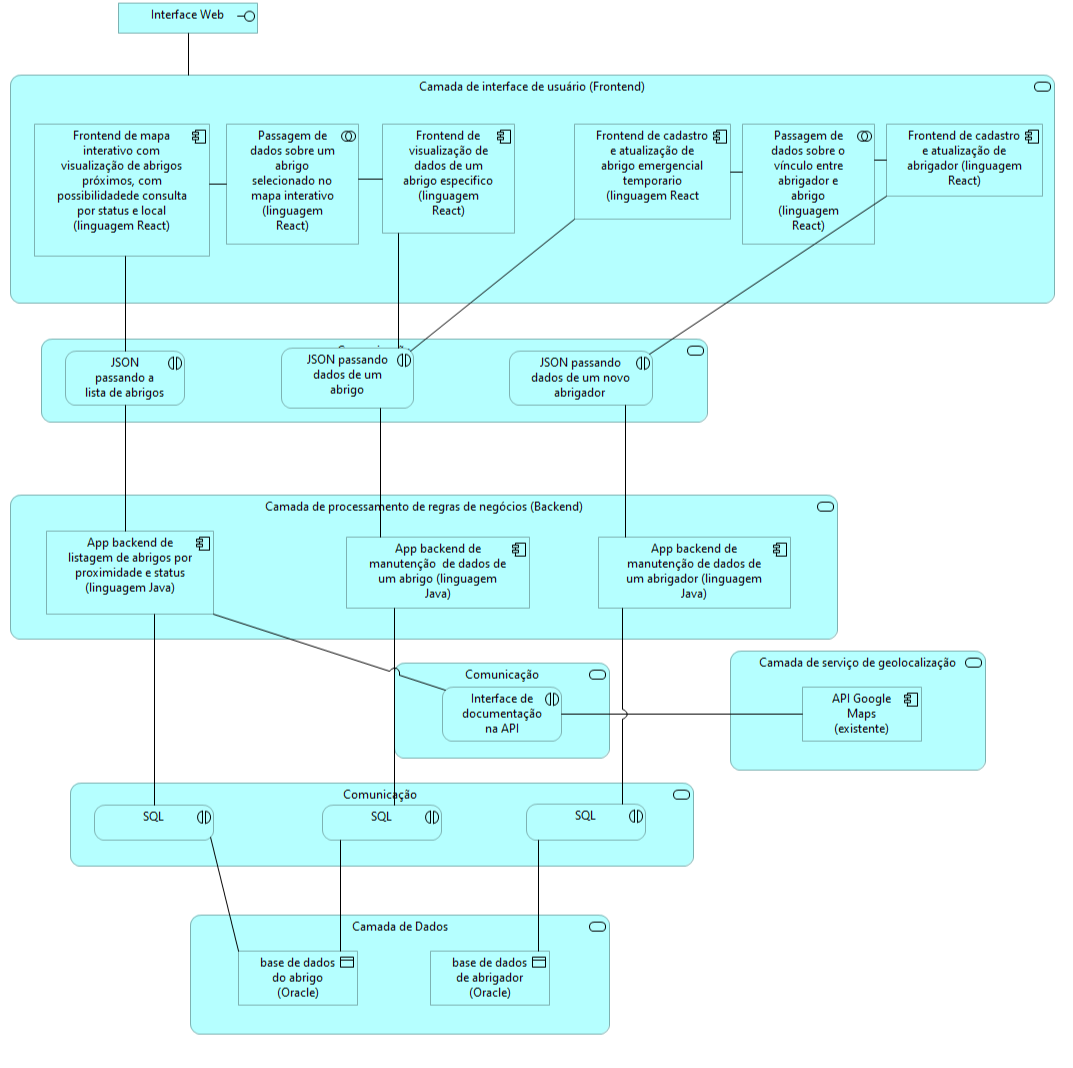 Interface Web
Camada de interface de usuário (Frontend)
Frontend de mapa
interativo com
visualização de abrigos
próximos, com
possibilidadede consulta
por status e local
(linguagem React)
Passagem de
dados sobre um
abrigo
selecionado no
mapa interativo
(linguagem
React)
Frontend de
visualização de
dados de um
abrigo especifico
(linguagem
React)
Frontend de cadastro
e atualização de
abrigo emergencial
temporario
(linguagem React
Passagem de
dados sobre o
vínculo entre
abrigador e
abrigo
(linguagem
React)
Frontend de cadastro
e atualização de
abrigador (linguagem
React)
JSON
passando a
lista de abrigos
JSON passando
dados de um
abrigo
JSON passando
dados de um novo
abrigador
Camada de processamento de regras de negócios (Backend)
App backend de
listagem de abrigos por
proximidade e status
(linguagem Java)
App backend de
manutenção  de dados de
um abrigo (linguagem
Java)
App backend de
manutenção de dados de
um abrigador (linguagem
Java)
Comunicação
Interface de
documentação
na API
Camada de serviço de geolocalização
API Google
Maps
(existente)
Comunicação
SQL
SQL
SQL
Camada de Dados
base de dados
do abrigo
(Oracle)
base de dados
de abrigador
(Oracle)